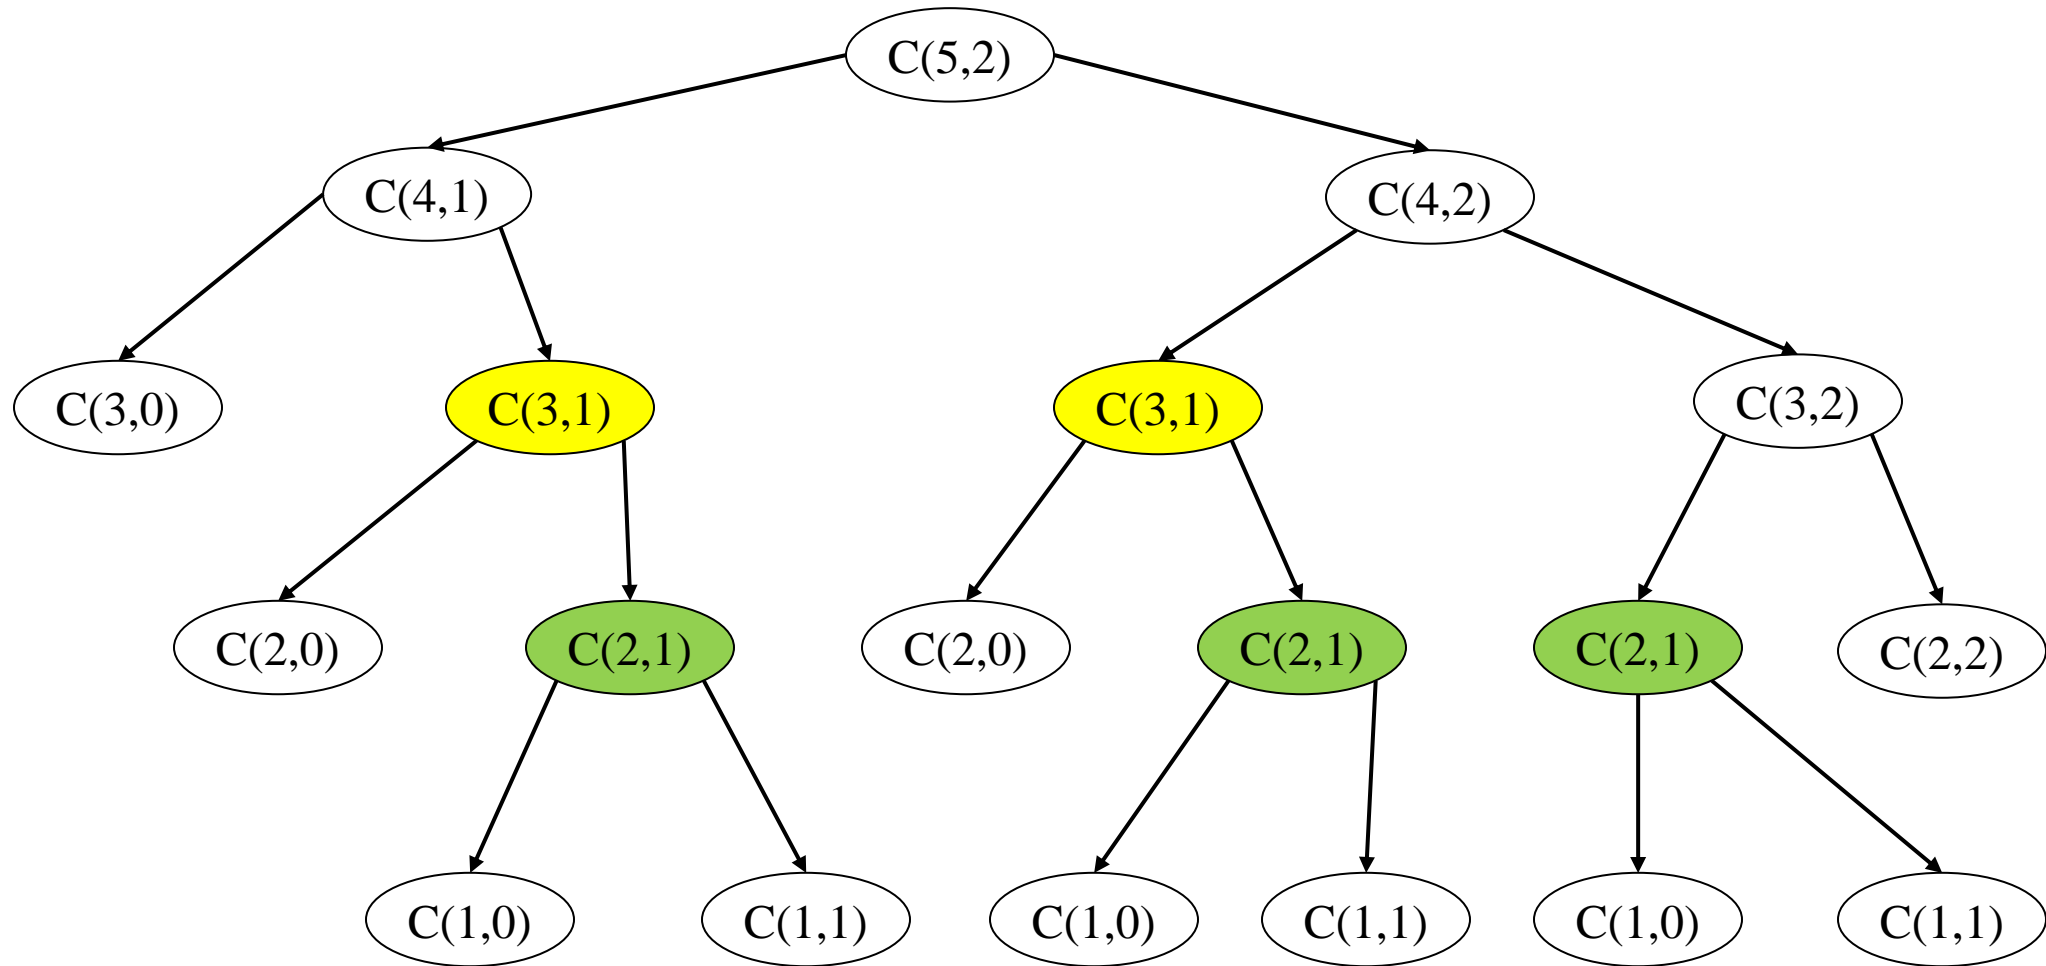 C(5,2)
C(4,1)
C(4,2)
C(3,0)
C(3,1)
C(3,1)
C(3,2)
C(2,0)
C(2,1)
C(2,0)
C(2,1)
C(2,1)
C(2,2)
C(1,0)
C(1,1)
C(1,0)
C(1,1)
C(1,0)
C(1,1)